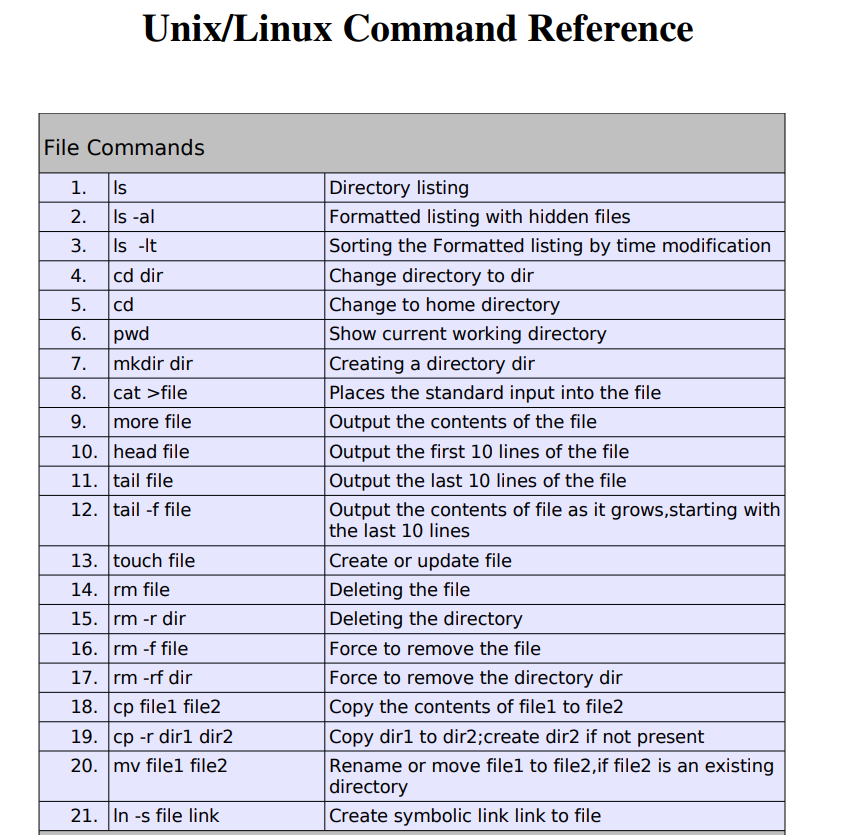 Unix/Linux Command Reference
File Commands
1. ls Directory listing
2. ls -al Formatted listing with hidden files
3. ls -lt Sorting the Formatted listing by time modification
4. cd dir Change directory to dir
5. cd Change to home directory
6. pwd Show current working directory
7. mkdir dir Creating a directory dir
8. cat >file Places the standard input into the file
9. more file Output the contents of the file
10. head file Output the first 10 lines of the file
11. tail file Output the last 10 lines of the file
12. tail -f file Output the contents of file as it grows,starting with
the last 10 lines
13. touch file Create or update file
14. rm file Deleting the file
15. rm -r dir Deleting the directory
16. rm -f file Force to remove the file
17. rm -rf dir Force to remove the directory dir
18. cp file1 file2 Copy the contents of file1 to file2
19. cp -r dir1 dir2 Copy dir1 to dir2;create dir2 if not present
20. mv file1 file2 Rename or move file1 to file2,if file2 is an existing
directory
21. ln -s file link Create symbolic link link to file